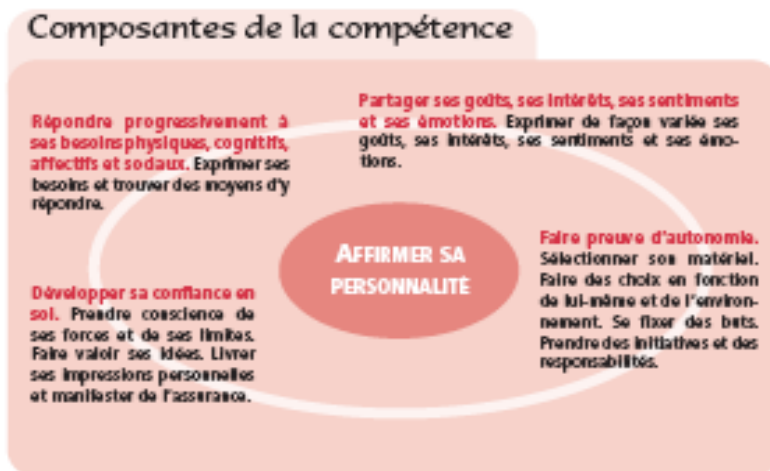 Composantes de la compétence
Répondre progressivement à
ses besoins physiques, cognitifs,
affectifs et sociaux. Exprimer ses
besoins et trouver des moyens d'y
répondre.
Partager ses goûts, ses intérêts, ses sentiments
et ses émotions. Exprimer de façon variée ses
goûts, ses intérêts, ses sentiments et ses émo-
tions.
AFFIRMER SA
PERSONNALITÉ
Faire preuve d'autonomie.
Sélectionner son matériel.
Faire des choix en fonction
de lui-même et de l'environ-
nement. Se fixer des buts.
Prendre des initiatives et des
responsabilités.
Développer sa confiance en
soi. Prendre conscience de
ses forces et de ses limites.
Faire valoir ses idées. Livrer
ses impressions personnelles
et manifester de l'assurance.